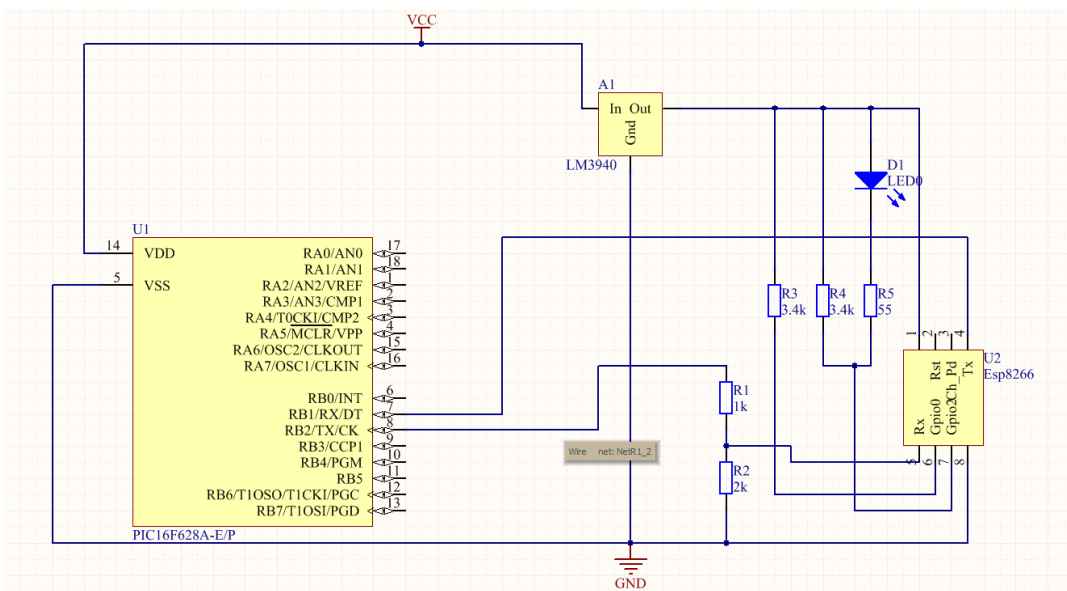 VCC
A1
In Out
Gnd
LM3940
D1
LED0
U1
14
VDD
5
VSS
RA0/AN0
17
RA1/AN1
18
RA2/AN2/VREF
1
RA3/AN3/CMP1
2
RA4/T0CKI/CMP2
3
RA5/MCLR/VPP
4
RA6/OSC2/CLKOUT
15
RA7/OSC1/CLKIN
16
RB0/INT
6
RB1/RX/DT
7
RB2/TX/CK
8
RB3/CCP1
9
RB4/PGM
10
RB5
11
RB6/T1OSO/T1CKI/PGC
12
RB7/T1OSI/PGD
13
PIC16F628A-E/P
R3
3.4k
R4
3.4k
R5
55
R1
1k
R2
2k
Wire net: NetR1_2
1
2
3
4
Rst
Ch_Pd
Tx
Rx
Gpio0
Gpio2
5
6
7
8
U2
Esp8266
GND